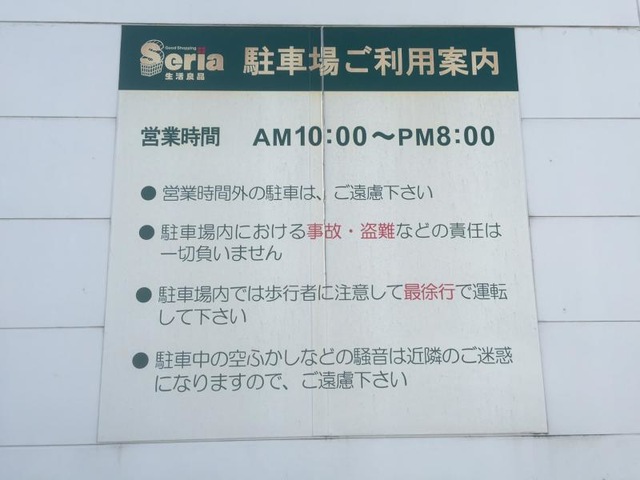 Good Shopping
Seria
生活良品
駐車場ご利用案内
営業時間 AM10:00～PM8:00
● 営業時間外の駐車は、ご遠慮下さい
● 駐車場内における事故・盗難などの責任は
一切負いません
● 駐車場内では歩行者に注意して最徐行で運転
して下さい
● 駐車中の空ふかしなどの騒音は近隣のご迷惑
になりますので、ご遠慮下さい